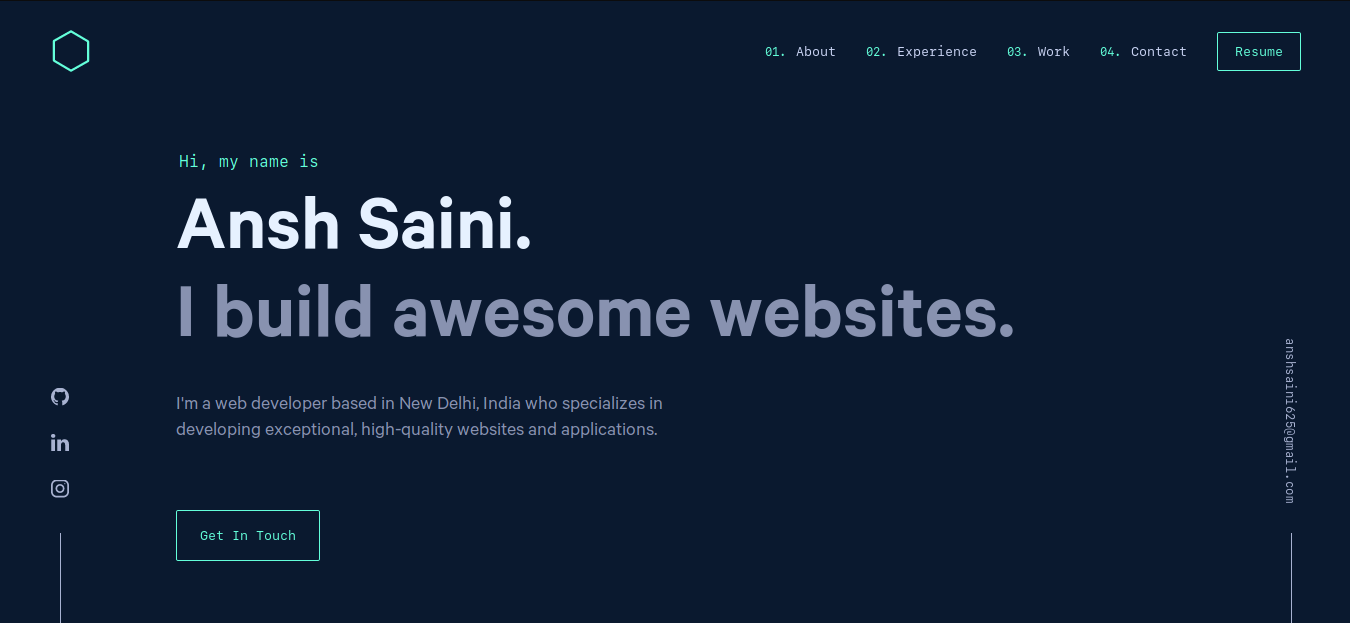 01. About 02. Experience 03. Work 04. Contact Resume
Hi, my name is
Ansh Saini.
I build awesome websites.
I'm a web developer based in New Delhi, India who specializes in
developing exceptional, high-quality websites and applications.
Get In Touch
anshsaini625@gmail.com